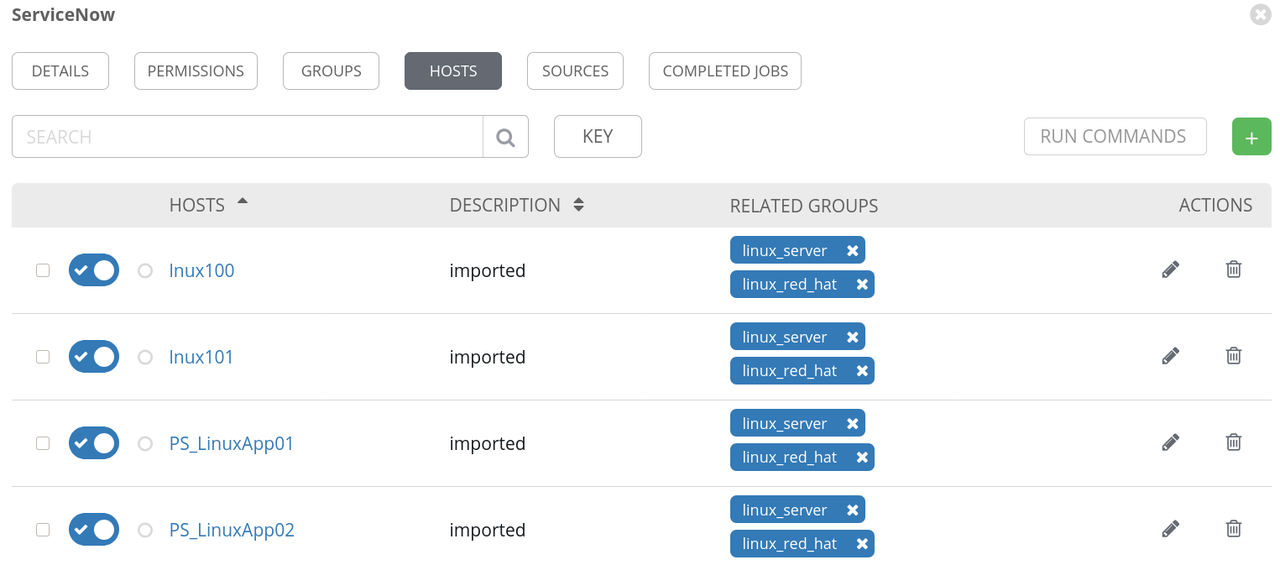 ServiceNow
DETAILS PERMISSIONS GROUPS HOSTS SOURCES COMPLETED JOBS
SEARCH KEY RUN COMMANDS +
HOSTS DESCRIPTION RELATED GROUPS ACTIONS
lnux100 imported linux_server
linux_red_hat
lnux101 imported linux_server
linux_red_hat
PS_LinuxApp01 imported linux_server
linux_red_hat
PS_LinuxApp02 imported linux_server
linux_red_hat